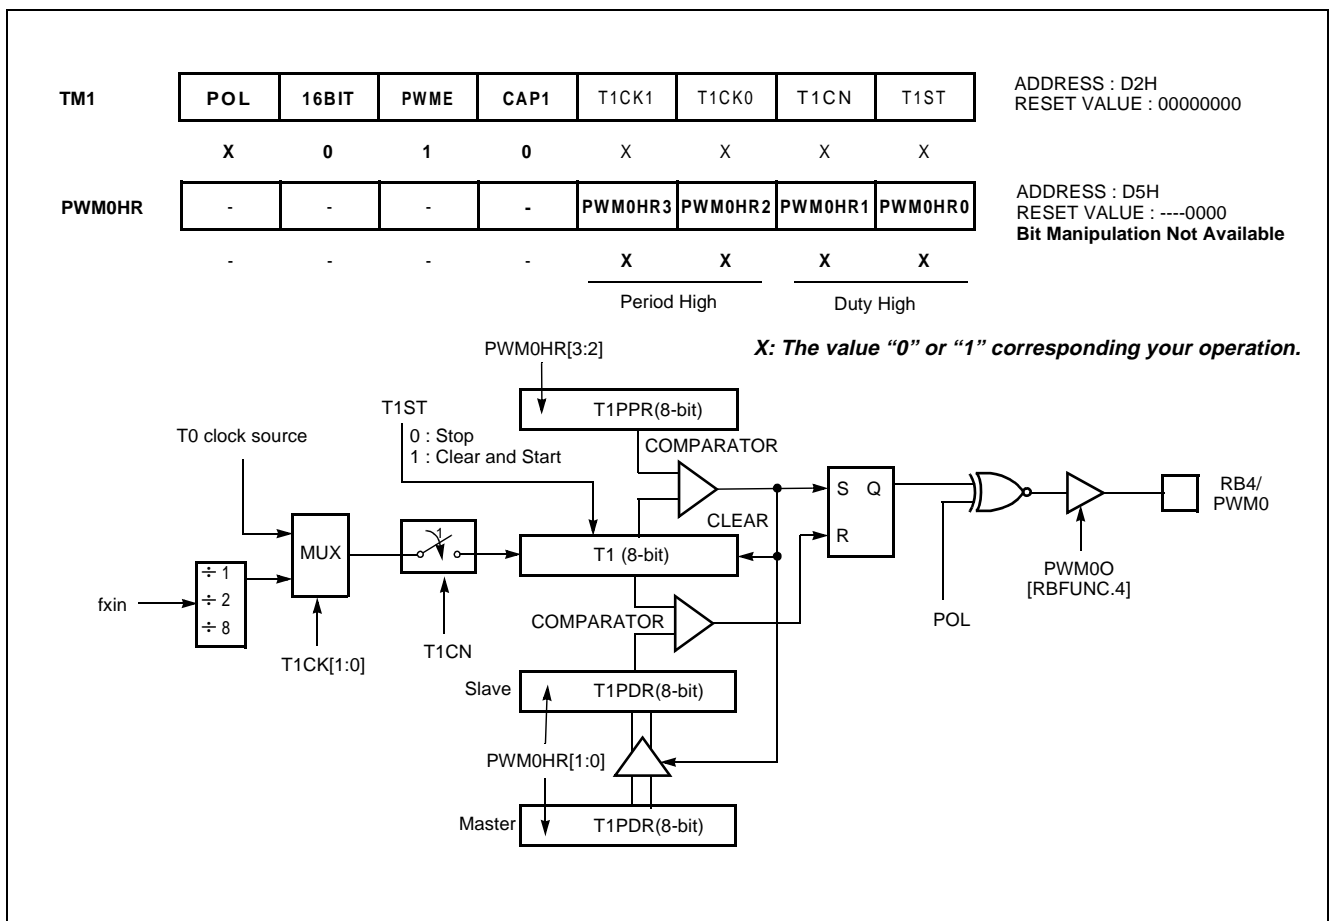 TM1 POL 16BIT PWME CAP1 T1CK1 T1CK0 T1CN T1ST ADDRESS : D2H
RESET VALUE : 00000000
X 0 1 0 X X X X
PWM0HR - - - - PWM0HR3 PWM0HR2 PWM0HR1 PWM0HR0 ADDRESS : D5H
RESET VALUE : ----0000
Bit Manipulation Not Available
- - - - X X X X
Period High Duty High
X: The value “0” or “1” corresponding your operation.
PWM0HR[3:2]
T1PPR(8-bit)
T1ST
0 : Stop
1 : Clear and Start
T0 clock source
COMPARATOR
S Q
R
RB4/
PWM0
CLEAR
MUX
1
T1 (8-bit)
fxin
÷ 1
÷ 2
÷ 8
PWM0O
[RBFUNC.4]
POL
COMPARATOR
T1CK[1:0]
T1CN
Slave
T1PDR(8-bit)
PWM0HR[1:0]
Master
T1PDR(8-bit)